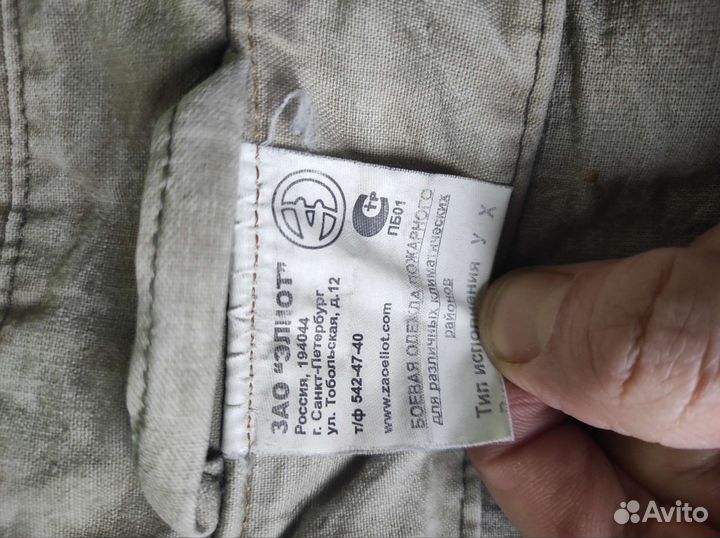 ЗАО "ЭЛИОТ"
Россия, 194044
г. Санкт-Петербург
ул. Тобольская, д.12
т/ф 542-47-40
www.zaoeliot.com
ПБ01
БОЕВАЯ ОДЕЖДА ПОЖАРНОГО
для различных климатических
районов
Тип исполнения У Х
Avito